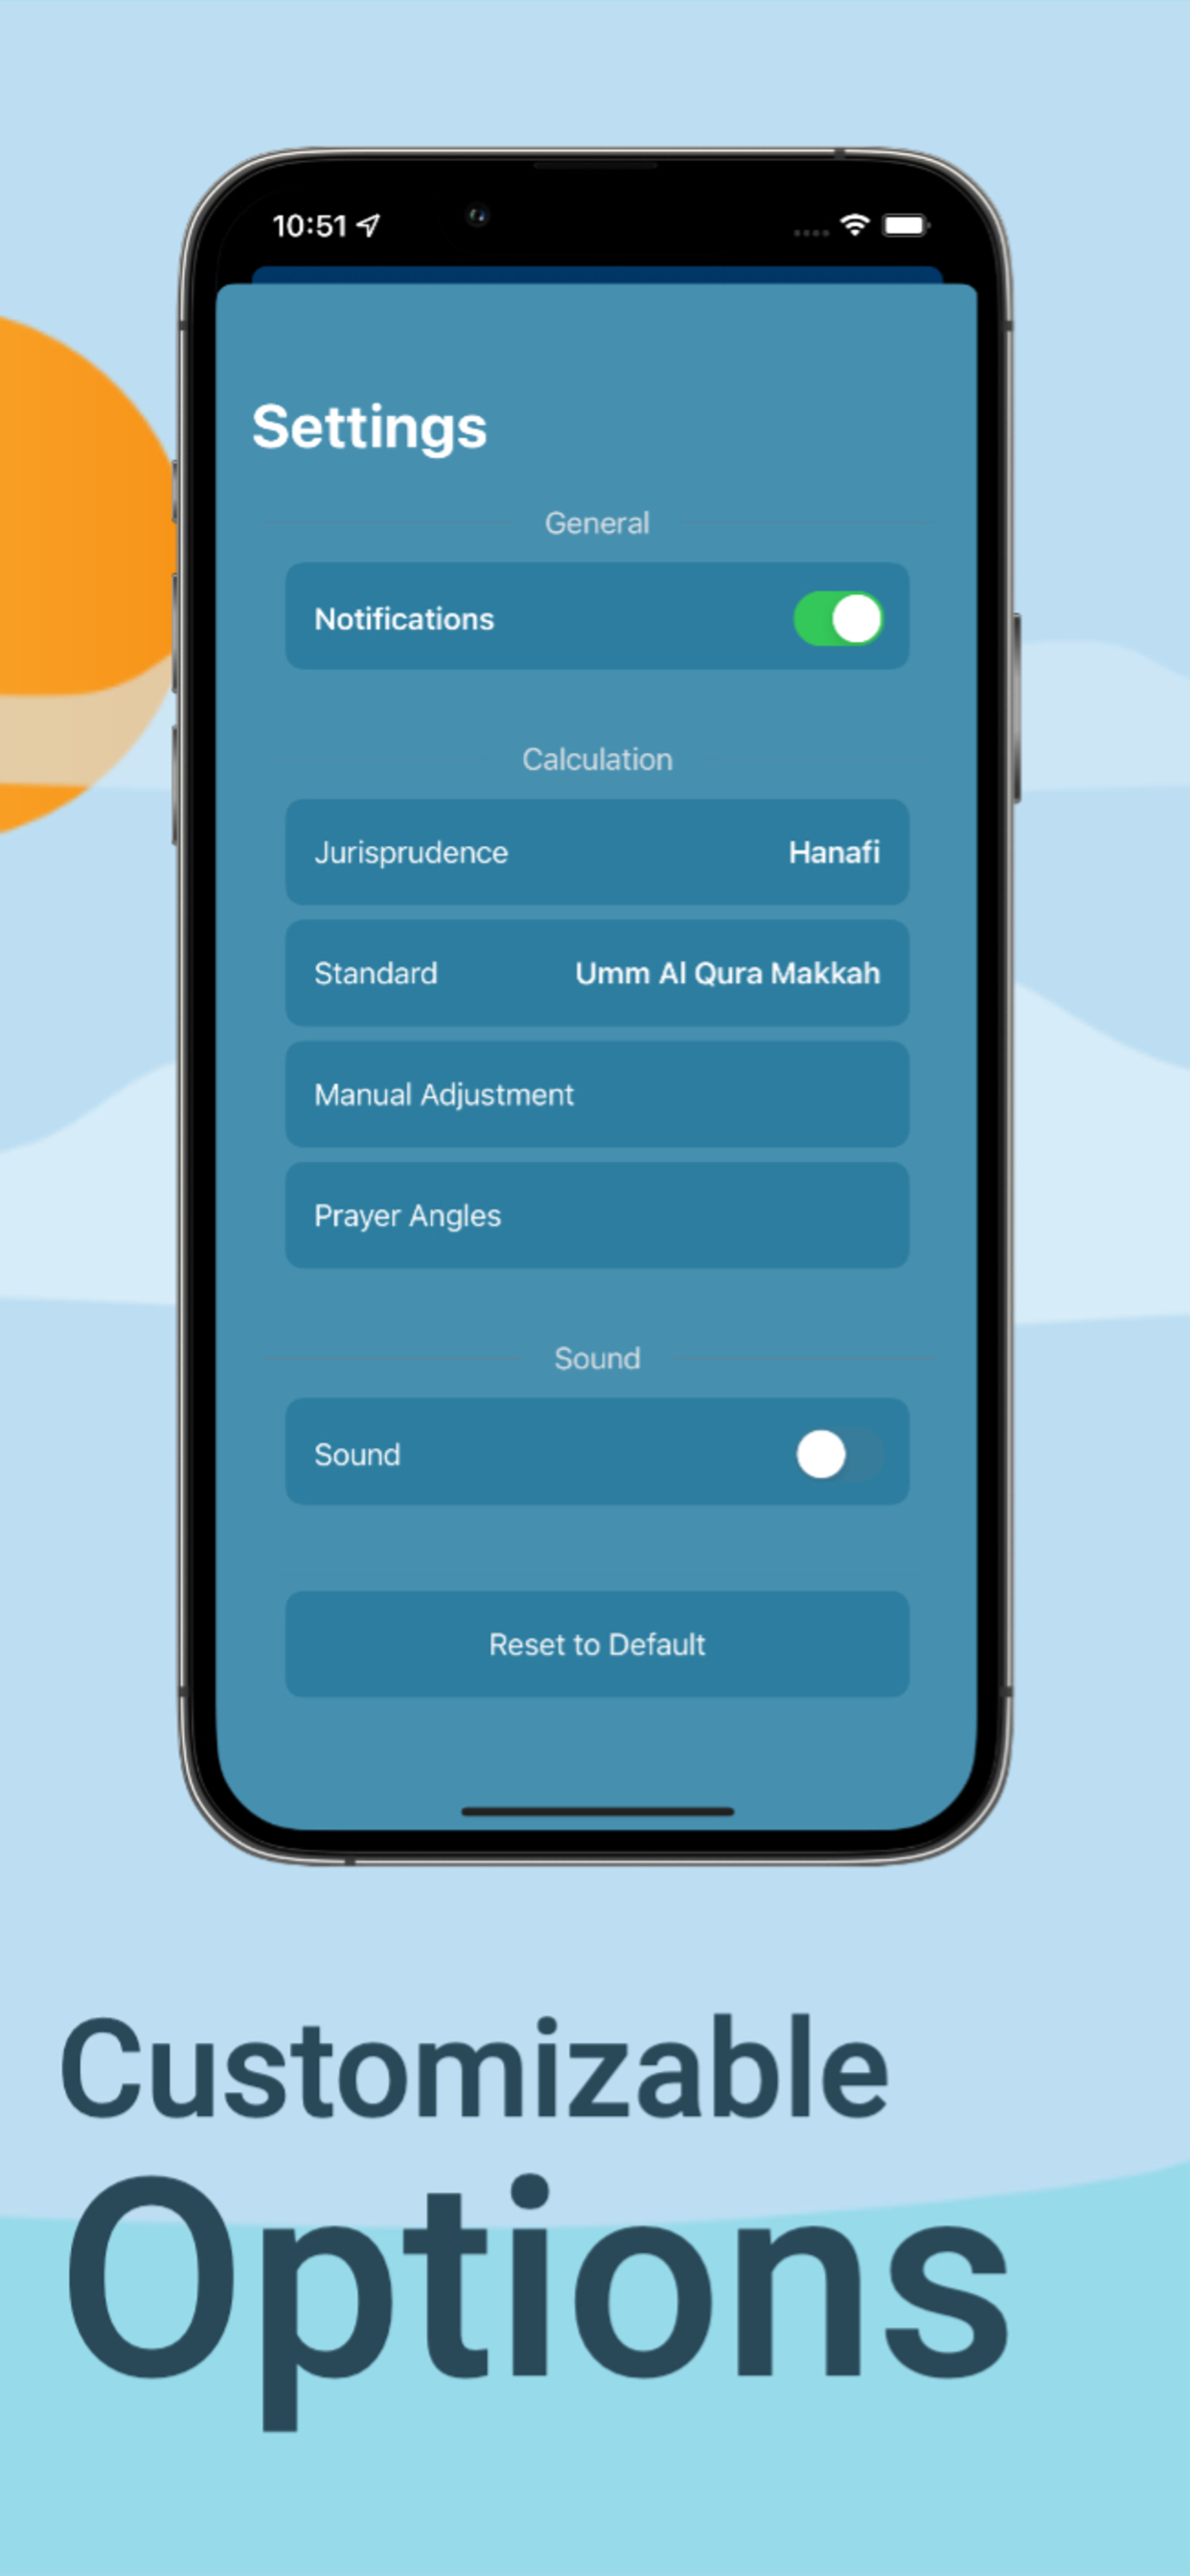 10:51
Settings
General
Notifications
Calculation
Jurisprudence Hanafi
Standard Umm Al Qura Makkah
Manual Adjustment
Prayer Angles
Sound
Sound
Reset to Default
Customizable
Options